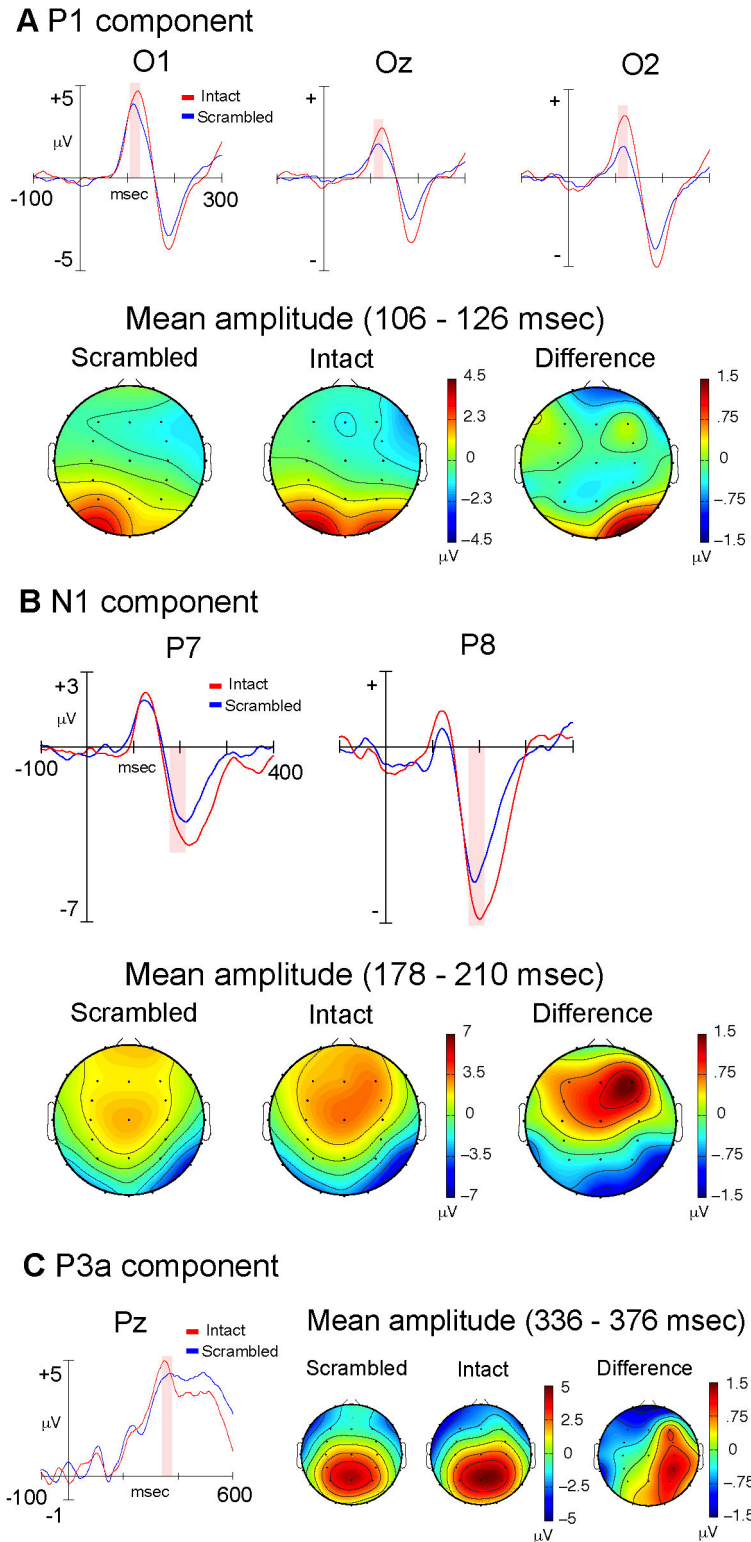 A P1 component
O1
Oz
O2
+5
Intact
Scrambled
μV
msec
-100
300
-5
+
-
+
-
Mean amplitude (106 - 126 msec)
Scrambled
Intact
Difference
4.5
2.3
0
−2.3
−4.5
μV
1.5
.75
0
−.75
−1.5
μV
B N1 component
P7
P8
+3
Intact
Scrambled
μV
msec
-100
400
-7
+
-
Mean amplitude (178 - 210 msec)
Scrambled
Intact
Difference
7
3.5
0
−3.5
−7
μV
1.5
.75
0
−.75
−1.5
μV
C P3a component
Pz
Intact
Scrambled
+5
μV
msec
-100
600
-1
Mean amplitude (336 - 376 msec)
Scrambled
Intact
Difference
5
2.5
0
−2.5
−5
μV
1.5
.75
0
−.75
−1.5
μV